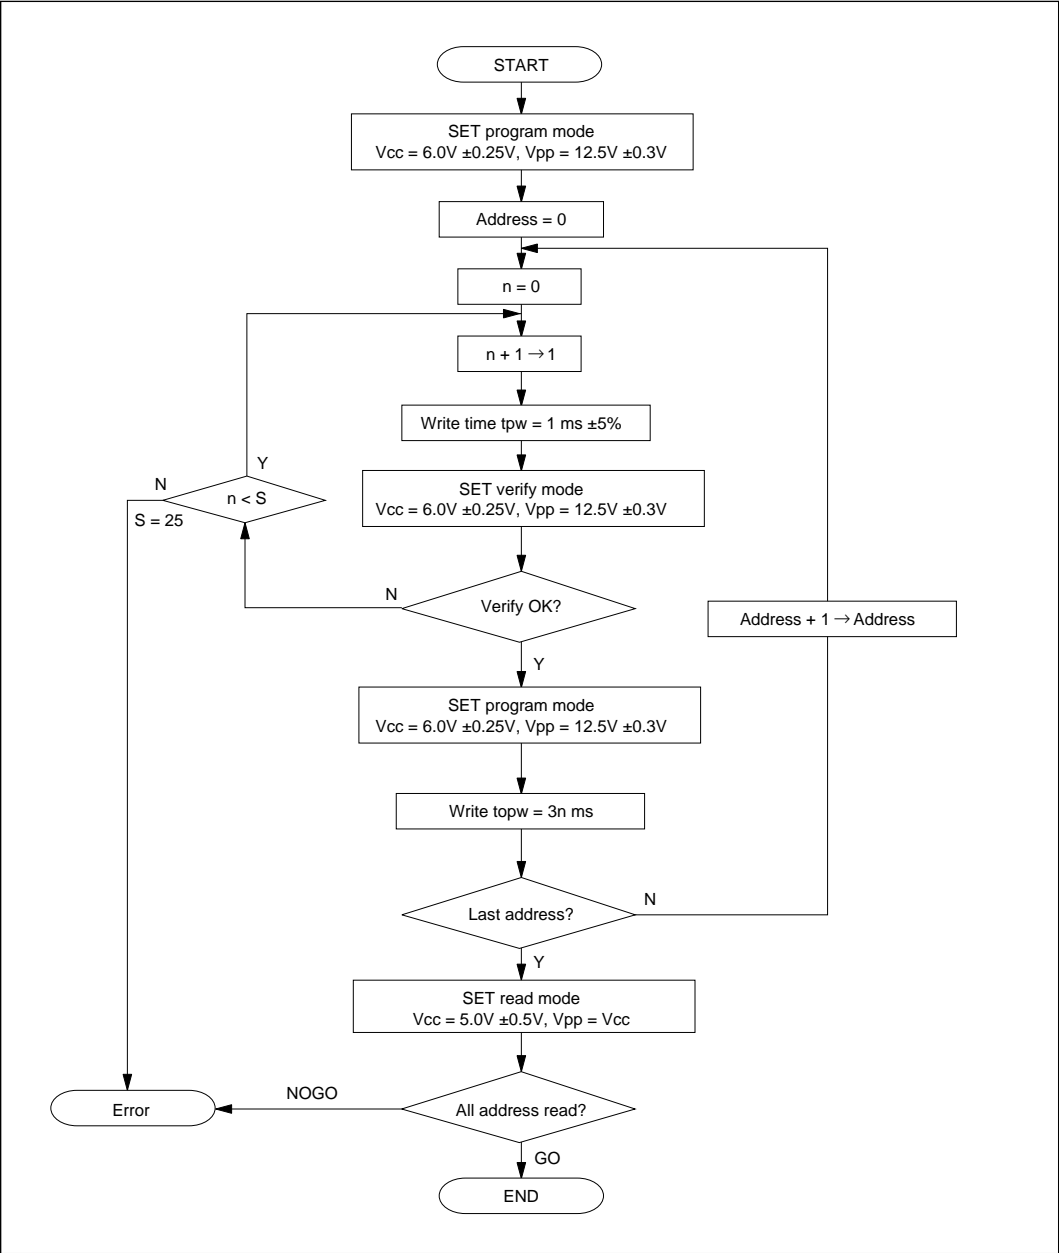 START
SET program mode
Vcc = 6.0V ±0.25V, Vpp = 12.5V ±0.3V
Address = 0
n = 0
n + 1 → 1
Write time tpw = 1 ms ±5%
SET verify mode
Vcc = 6.0V ±0.25V, Vpp = 12.5V ±0.3V
Y
N
n < S
S = 25
N
Verify OK?
Address + 1 → Address
Y
SET program mode
Vcc = 6.0V ±0.25V, Vpp = 12.5V ±0.3V
Write topw = 3n ms
Last address?
N
Y
SET read mode
Vcc = 5.0V ±0.5V, Vpp = Vcc
NOGO
Error
All address read?
GO
END